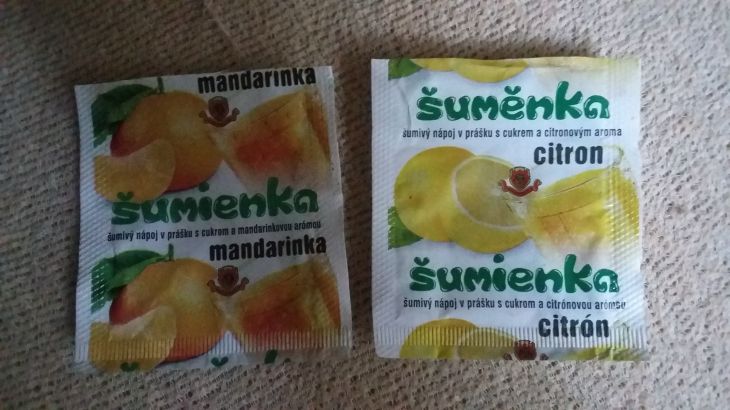 mandarinka
šumienka
šumivý nápoj v prášku s cukrom a mandarinkovou arómou
mandarinka
šuměnka
šumivý nápoj v prášku s cukrem a citronovým aroma
citron
šumienka
šumivý nápoj v prášku s cukrom a citrónovou arómou
citrón